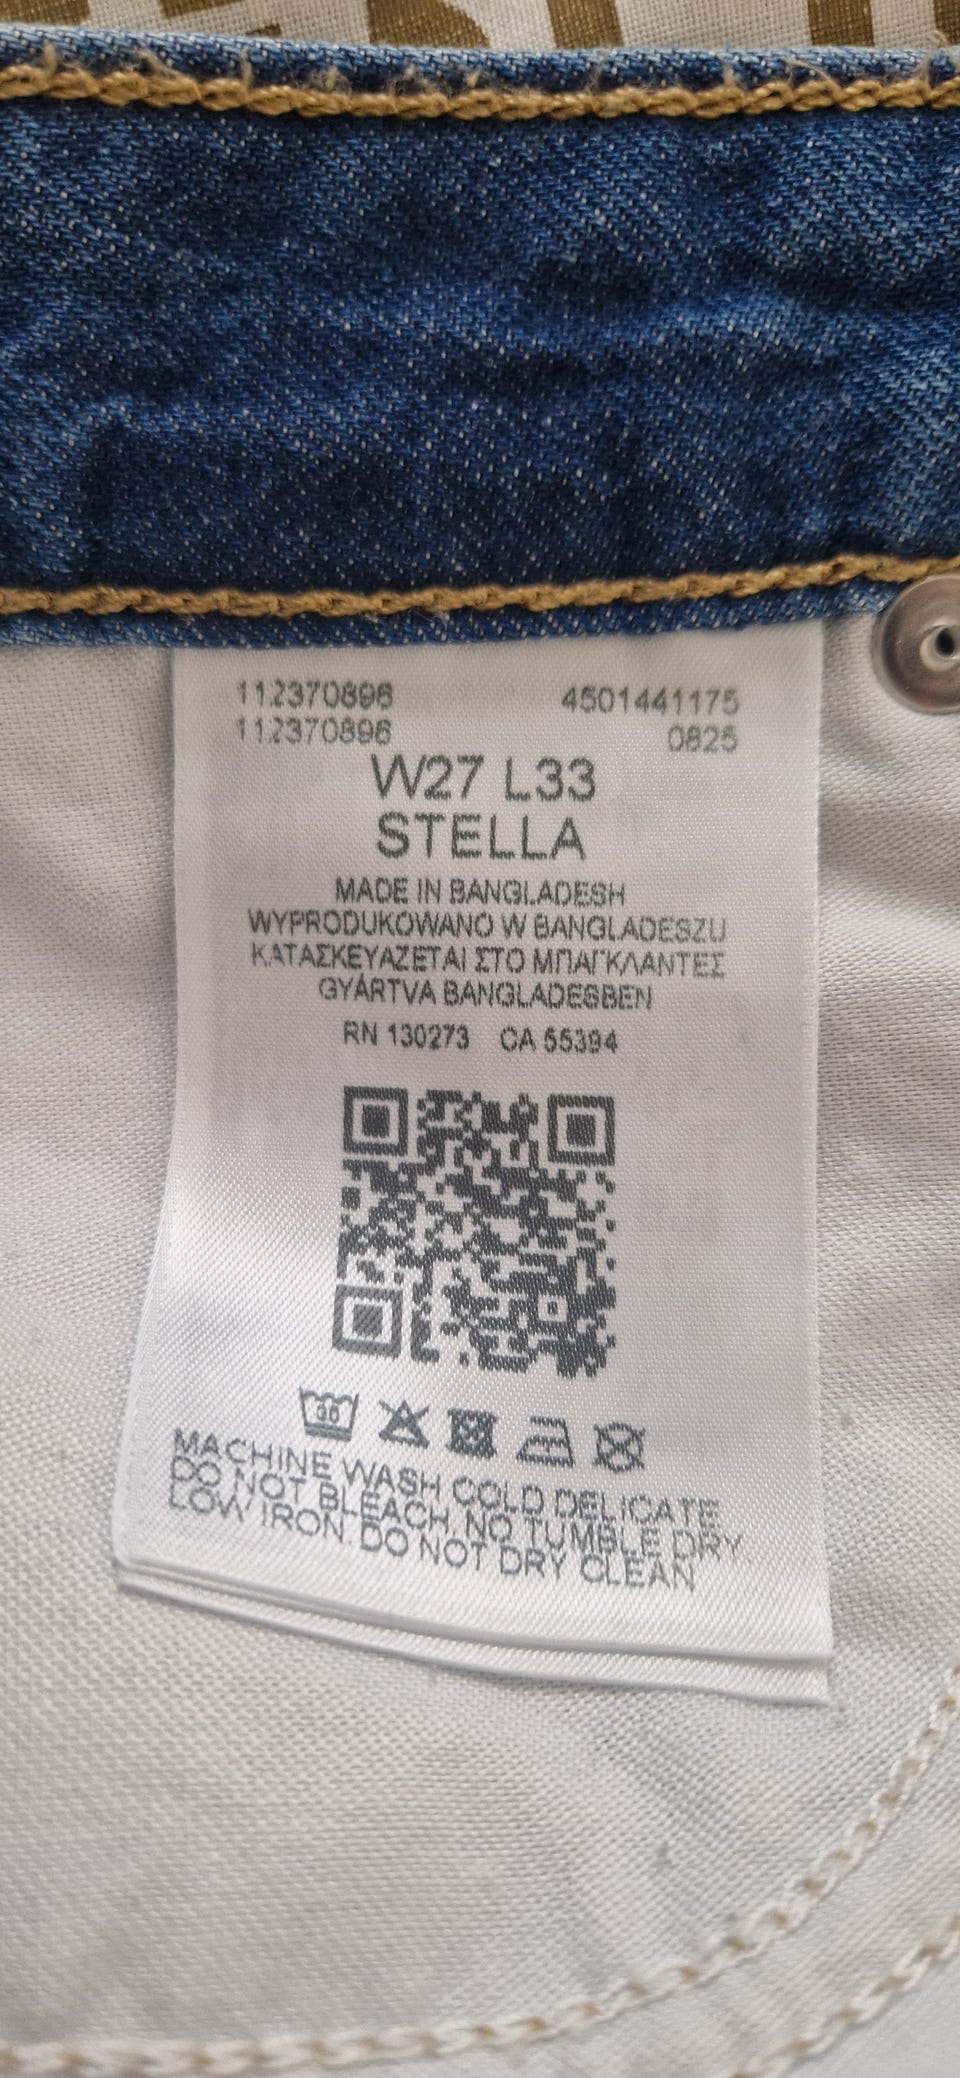 112370896 4501441175
112370896 0825
W27 L33
STELLA
MADE IN BANGLADESH
WYPRODUKOWANO W BANGLADESZU
ΚΑΤΑΣΚΕΥΑΖΕΤΑΙ ΣΤΟ ΜΠΑΓΚΛΑΝΤΕΣ
GYÁRTVA BANGLADESBEN
RN 130273 CA 55394
30
MACHINE WASH COLD DELICATE
DO NOT BLEACH. NO TUMBLE DRY.
LOW IRON. DO NOT DRY CLEAN